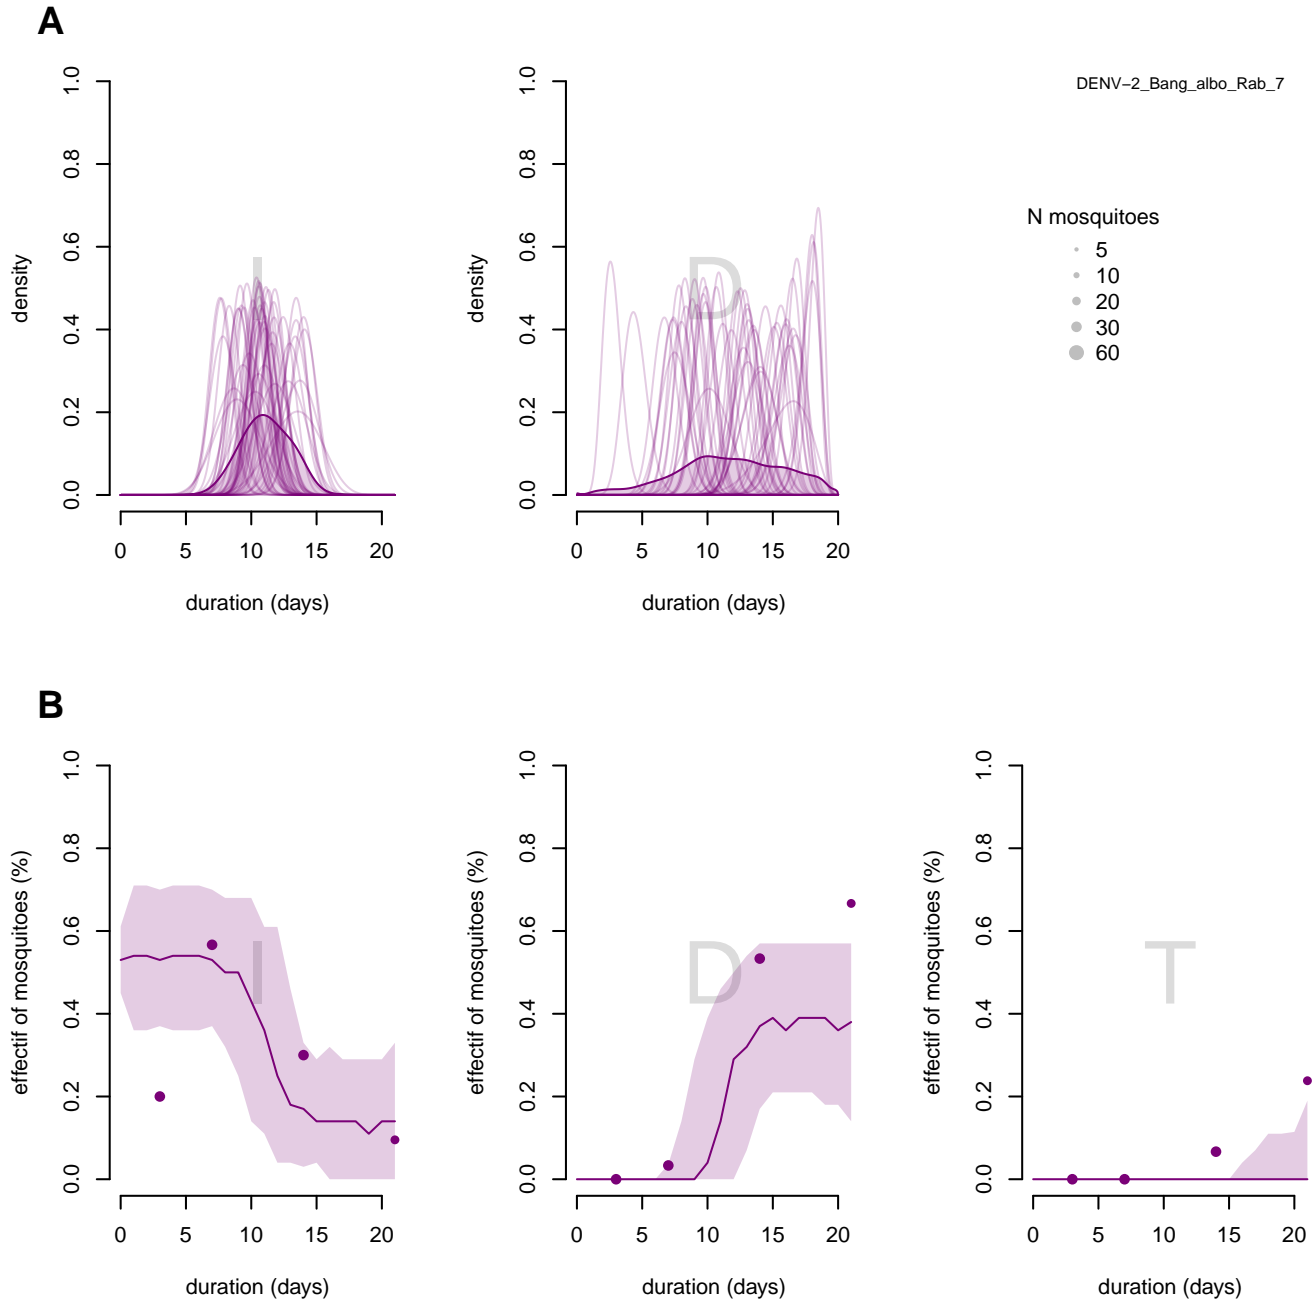 A
DENV−2_Bang_albo_Rab_7
1.0
0.8
0.6
0.4
0.2
0.0
density
I
0 5 10 15 20
duration (days)
1.0
0.8
0.6
0.4
0.2
0.0
density
D
0 5 10 15 20
duration (days)
N mosquitoes
5
10
20
30
60
B
1.0
0.8
0.6
0.4
0.2
0.0
effectif of mosquitoes (%)
I
0 5 10 15 20
duration (days)
1.0
0.8
0.6
0.4
0.2
0.0
effectif of mosquitoes (%)
D
0 5 10 15 20
duration (days)
1.0
0.8
0.6
0.4
0.2
0.0
effectif of mosquitoes (%)
T
0 5 10 15 20
duration (days)